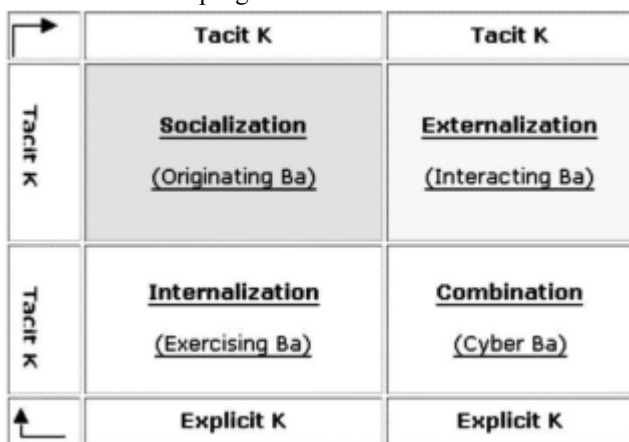 Tacit K Tacit K
Tacit K
Socialization Externalization
(Originating Ba) (Interacting Ba)
Tacit K
Internalization Combination
(Exercising Ba) (Cyber Ba)
Explicit K Explicit K